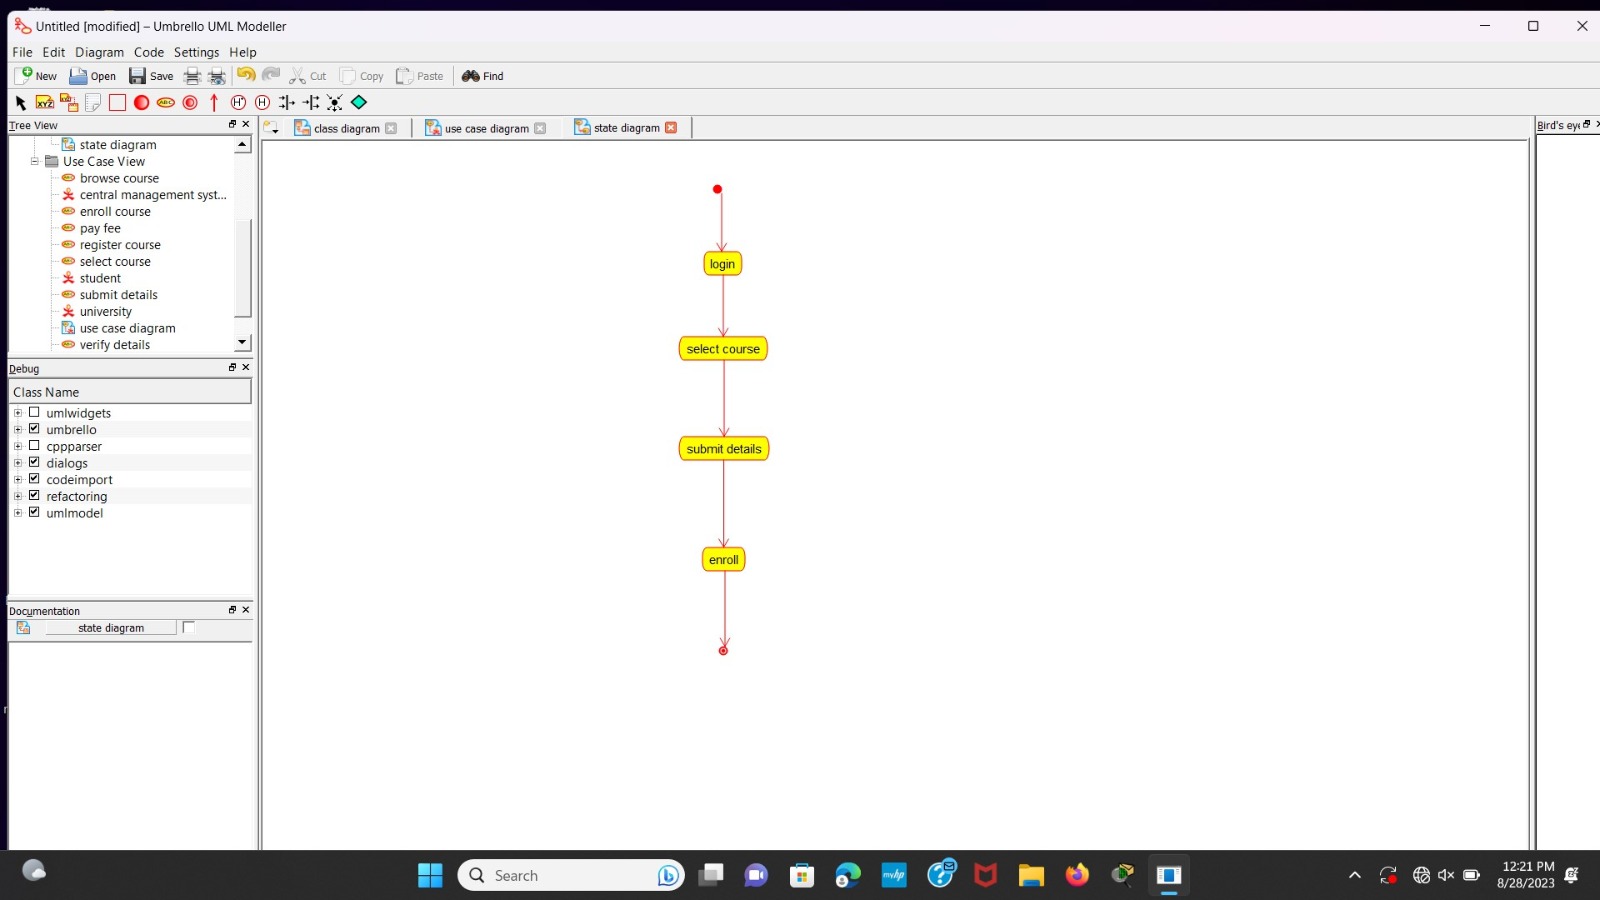 Untitled [modified] – Umbrello UML Modeller
File Edit Diagram Code Settings Help
New Open Save Cut Copy Paste Find
Tree View
class diagram use case diagram state diagram
Bird's eye
state diagram
Use Case View
browse course
central management syst...
enroll course
pay fee
register course
select course
student
submit details
university
use case diagram
verify details
Debug
Class Name
umlwidgets
umbrello
cppparser
dialogs
codeimport
refactoring
umlmodel
Documentation
state diagram
login
select course
submit details
enroll
Search
myhp
12:21 PM
8/28/2023